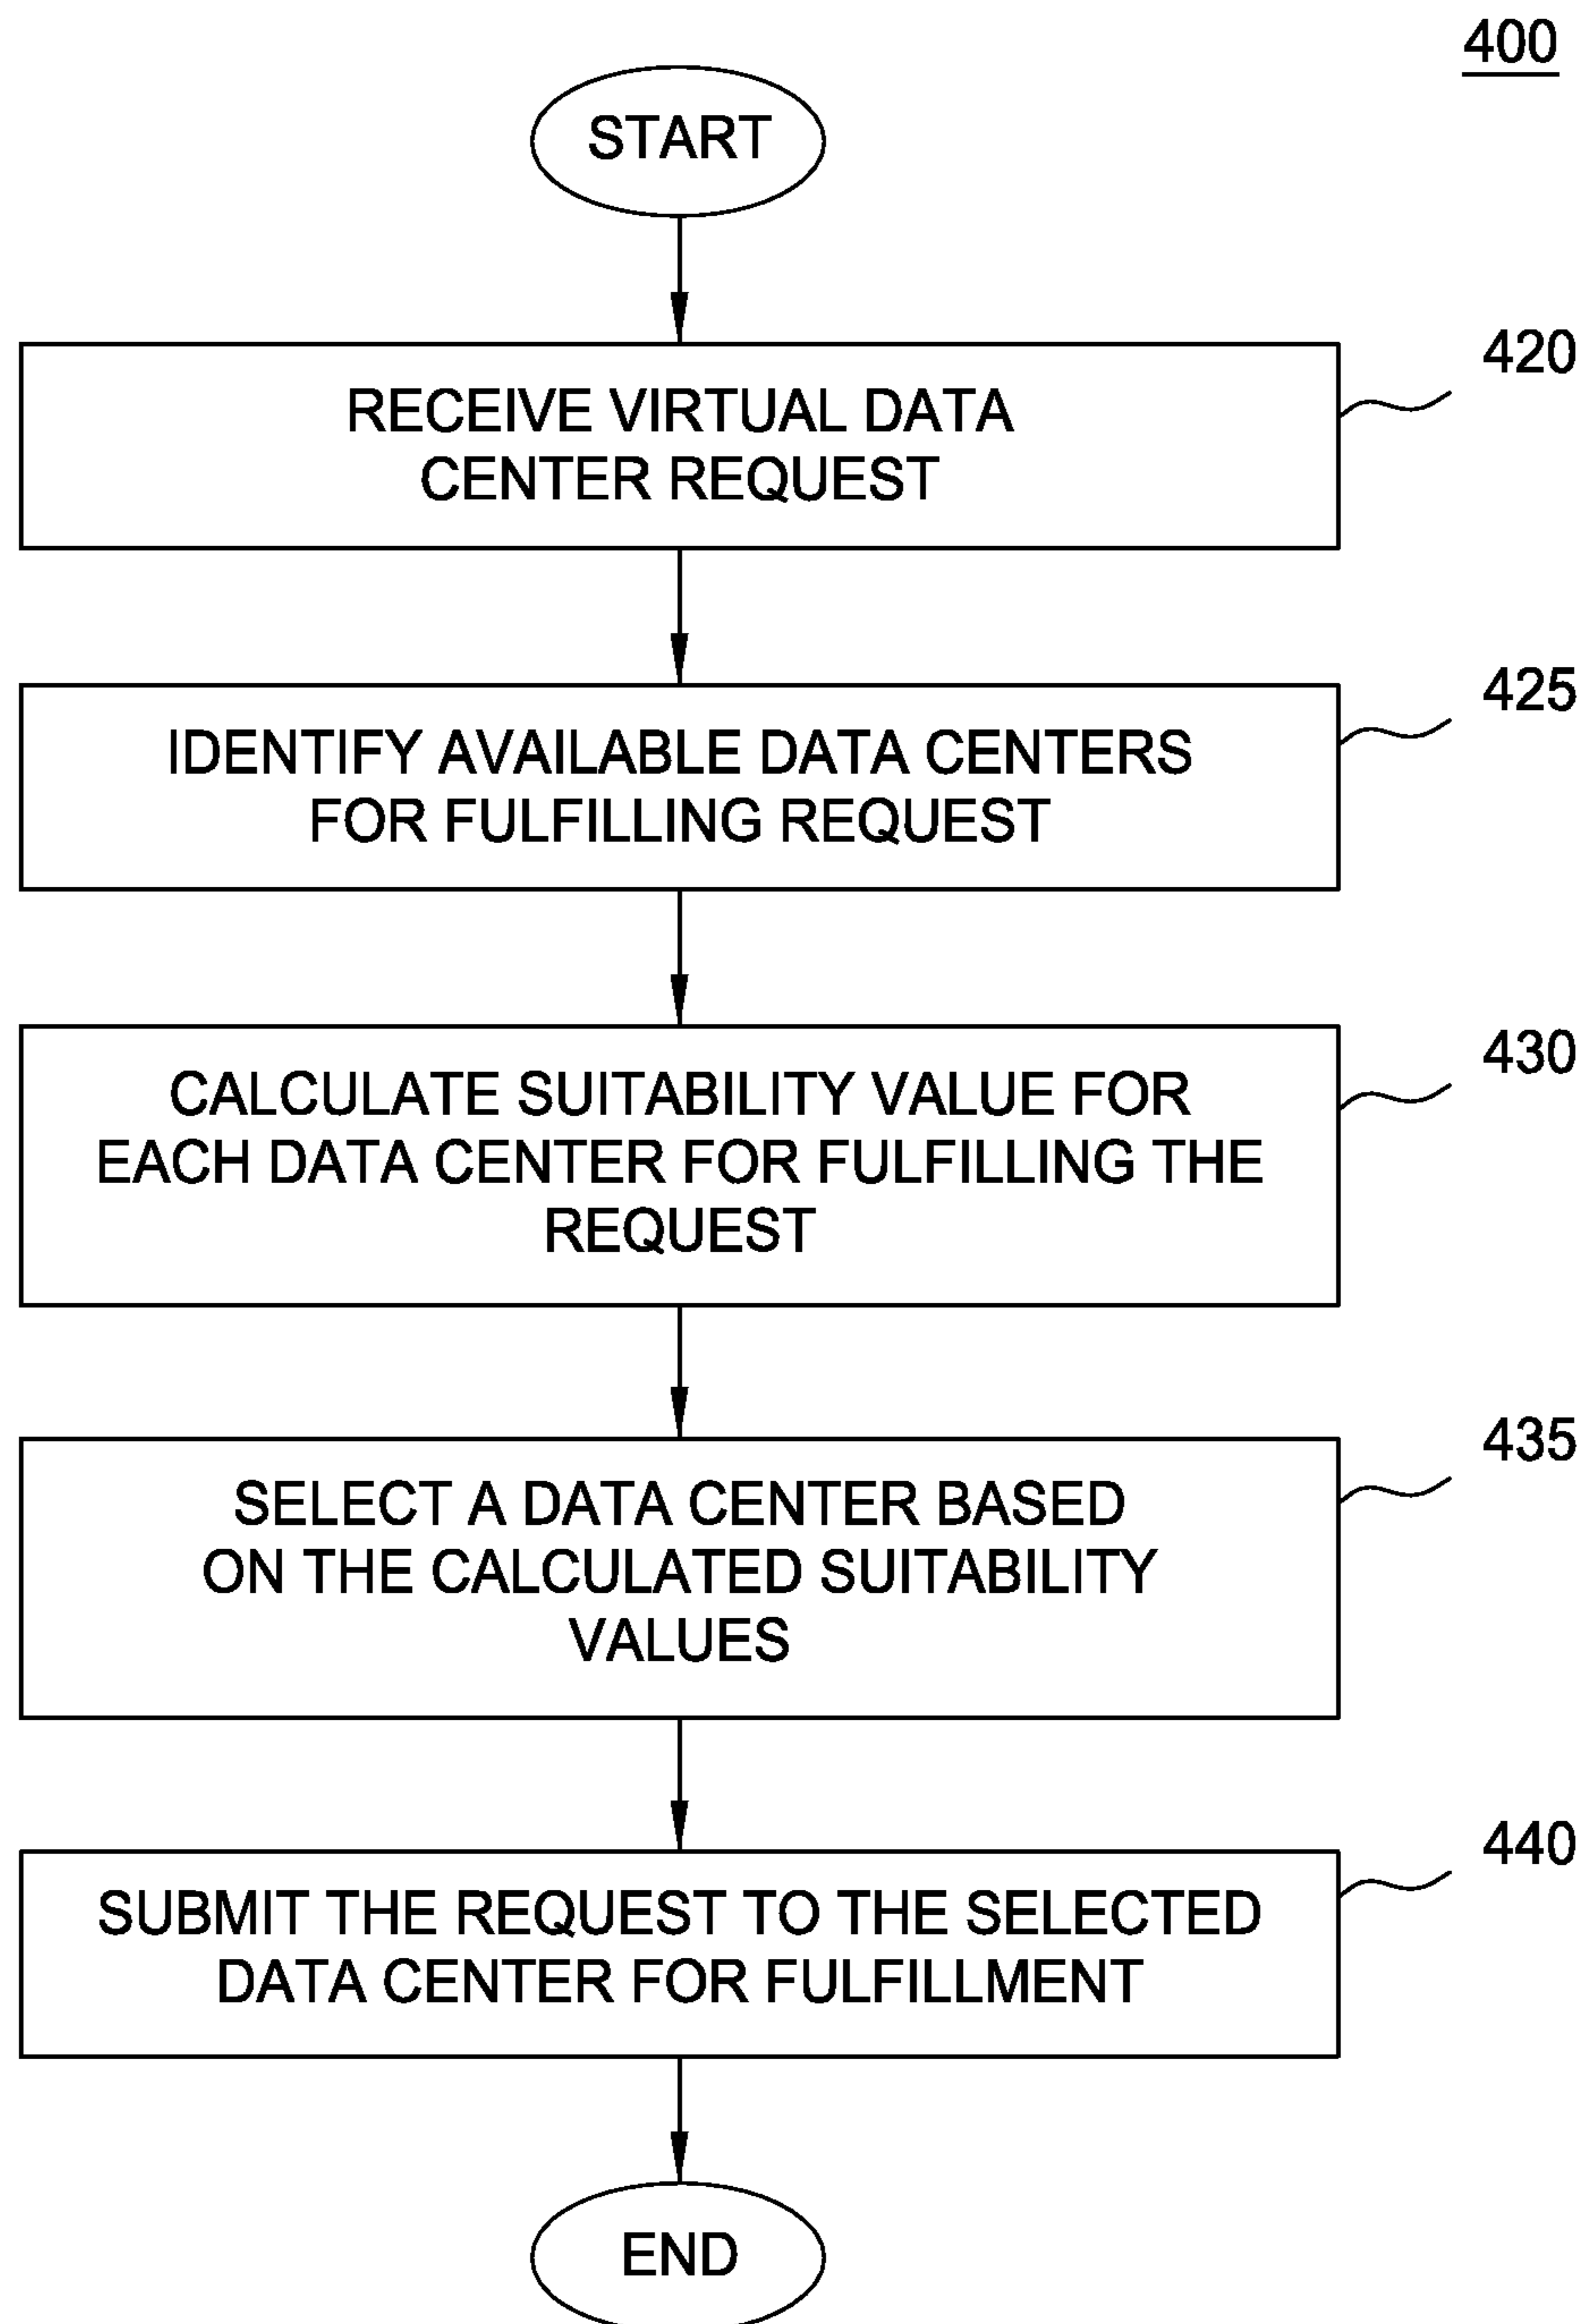 400
START
420
RECEIVE VIRTUAL DATA
CENTER REQUEST
425
IDENTIFY AVAILABLE DATA CENTERS
FOR FULFILLING REQUEST
430
CALCULATE SUITABILITY VALUE FOR
EACH DATA CENTER FOR FULFILLING THE
REQUEST
435
SELECT A DATA CENTER BASED
ON THE CALCULATED SUITABILITY
VALUES
440
SUBMIT THE REQUEST TO THE SELECTED
DATA CENTER FOR FULFILLMENT
END